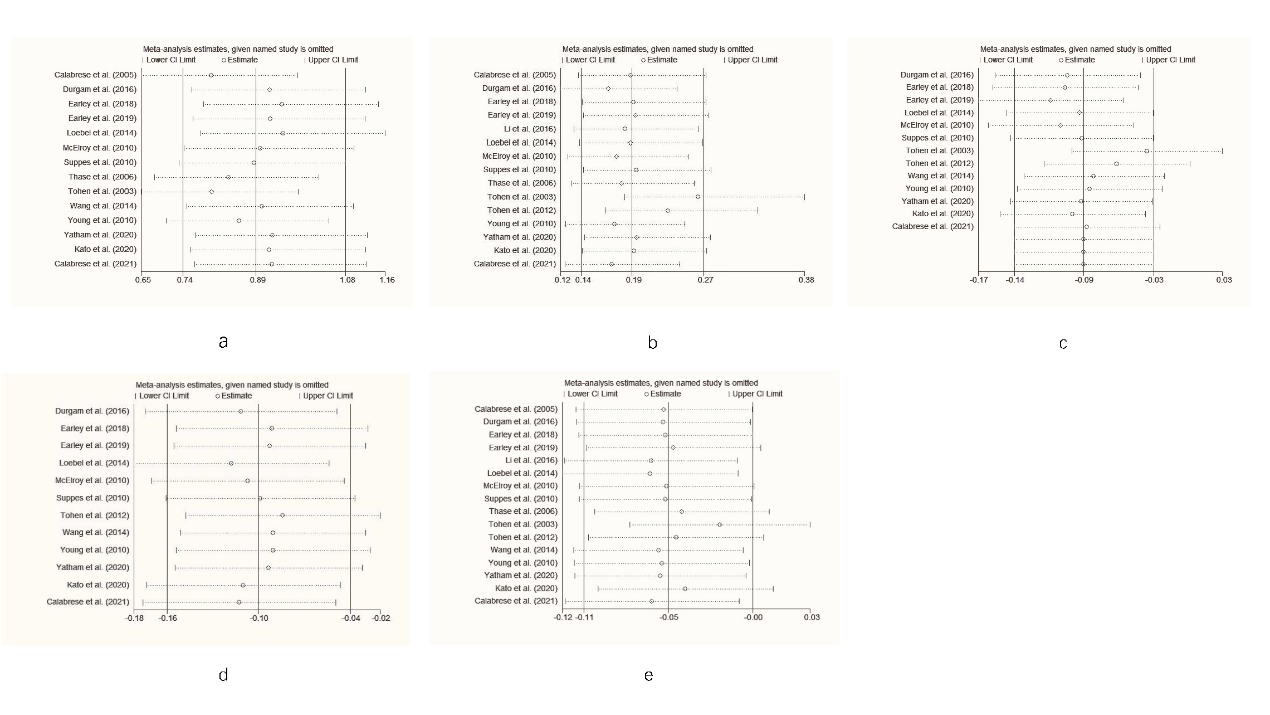 Meta-analysis estimates, given named study is omitted
Lower CI Limit Estimate Upper CI Limit
Calabrese et al. (2005)
Durgam et al. (2016)
Earley et al. (2018)
Earley et al. (2019)
Loebel et al. (2014)
McElroy et al. (2010)
Suppes et al. (2010)
Thase et al. (2006)
Tohen et al. (2003)
Wang et al. (2014)
Young et al. (2010)
Yatham et al. (2020)
Kato et al. (2020)
Calabrese et al. (2021)
0.65 0.74 0.89 1.08 1.16
a
Meta-analysis estimates, given named study is omitted
Lower CI Limit Estimate Upper CI Limit
Calabrese et al. (2005)
Durgam et al. (2016)
Earley et al. (2018)
Earley et al. (2019)
Li et al. (2016)
Loebel et al. (2014)
McElroy et al. (2010)
Suppes et al. (2010)
Thase et al. (2006)
Tohen et al. (2003)
Tohen et al. (2012)
Young et al. (2010)
Yatham et al. (2020)
Kato et al. (2020)
Calabrese et al. (2021)
0.12 0.14 0.19 0.27 0.38
b
Meta-analysis estimates, given named study is omitted
Lower CI Limit Estimate Upper CI Limit
Durgam et al. (2016)
Earley et al. (2018)
Earley et al. (2019)
Loebel et al. (2014)
McElroy et al. (2010)
Suppes et al. (2010)
Tohen et al. (2003)
Tohen et al. (2012)
Wang et al. (2014)
Young et al. (2010)
Yatham et al. (2020)
Kato et al. (2020)
Calabrese et al. (2021)
-0.17 -0.14 -0.09 -0.03 0.03
c
Meta-analysis estimates, given named study is omitted
Lower CI Limit Estimate Upper CI Limit
Durgam et al. (2016)
Earley et al. (2018)
Earley et al. (2019)
Loebel et al. (2014)
McElroy et al. (2010)
Suppes et al. (2010)
Tohen et al. (2012)
Wang et al. (2014)
Young et al. (2010)
Yatham et al. (2020)
Kato et al. (2020)
Calabrese et al. (2021)
-0.18 -0.16 -0.10 -0.04 -0.02
d
Meta-analysis estimates, given named study is omitted
Lower CI Limit Estimate Upper CI Limit
Calabrese et al. (2005)
Durgam et al. (2016)
Earley et al. (2018)
Earley et al. (2019)
Li et al. (2016)
Loebel et al. (2014)
McElroy et al. (2010)
Suppes et al. (2010)
Thase et al. (2006)
Tohen et al. (2003)
Tohen et al. (2012)
Wang et al. (2014)
Young et al. (2010)
Yatham et al. (2020)
Kato et al. (2020)
Calabrese et al. (2021)
-0.12 -0.11 -0.05 -0.00 0.03
e